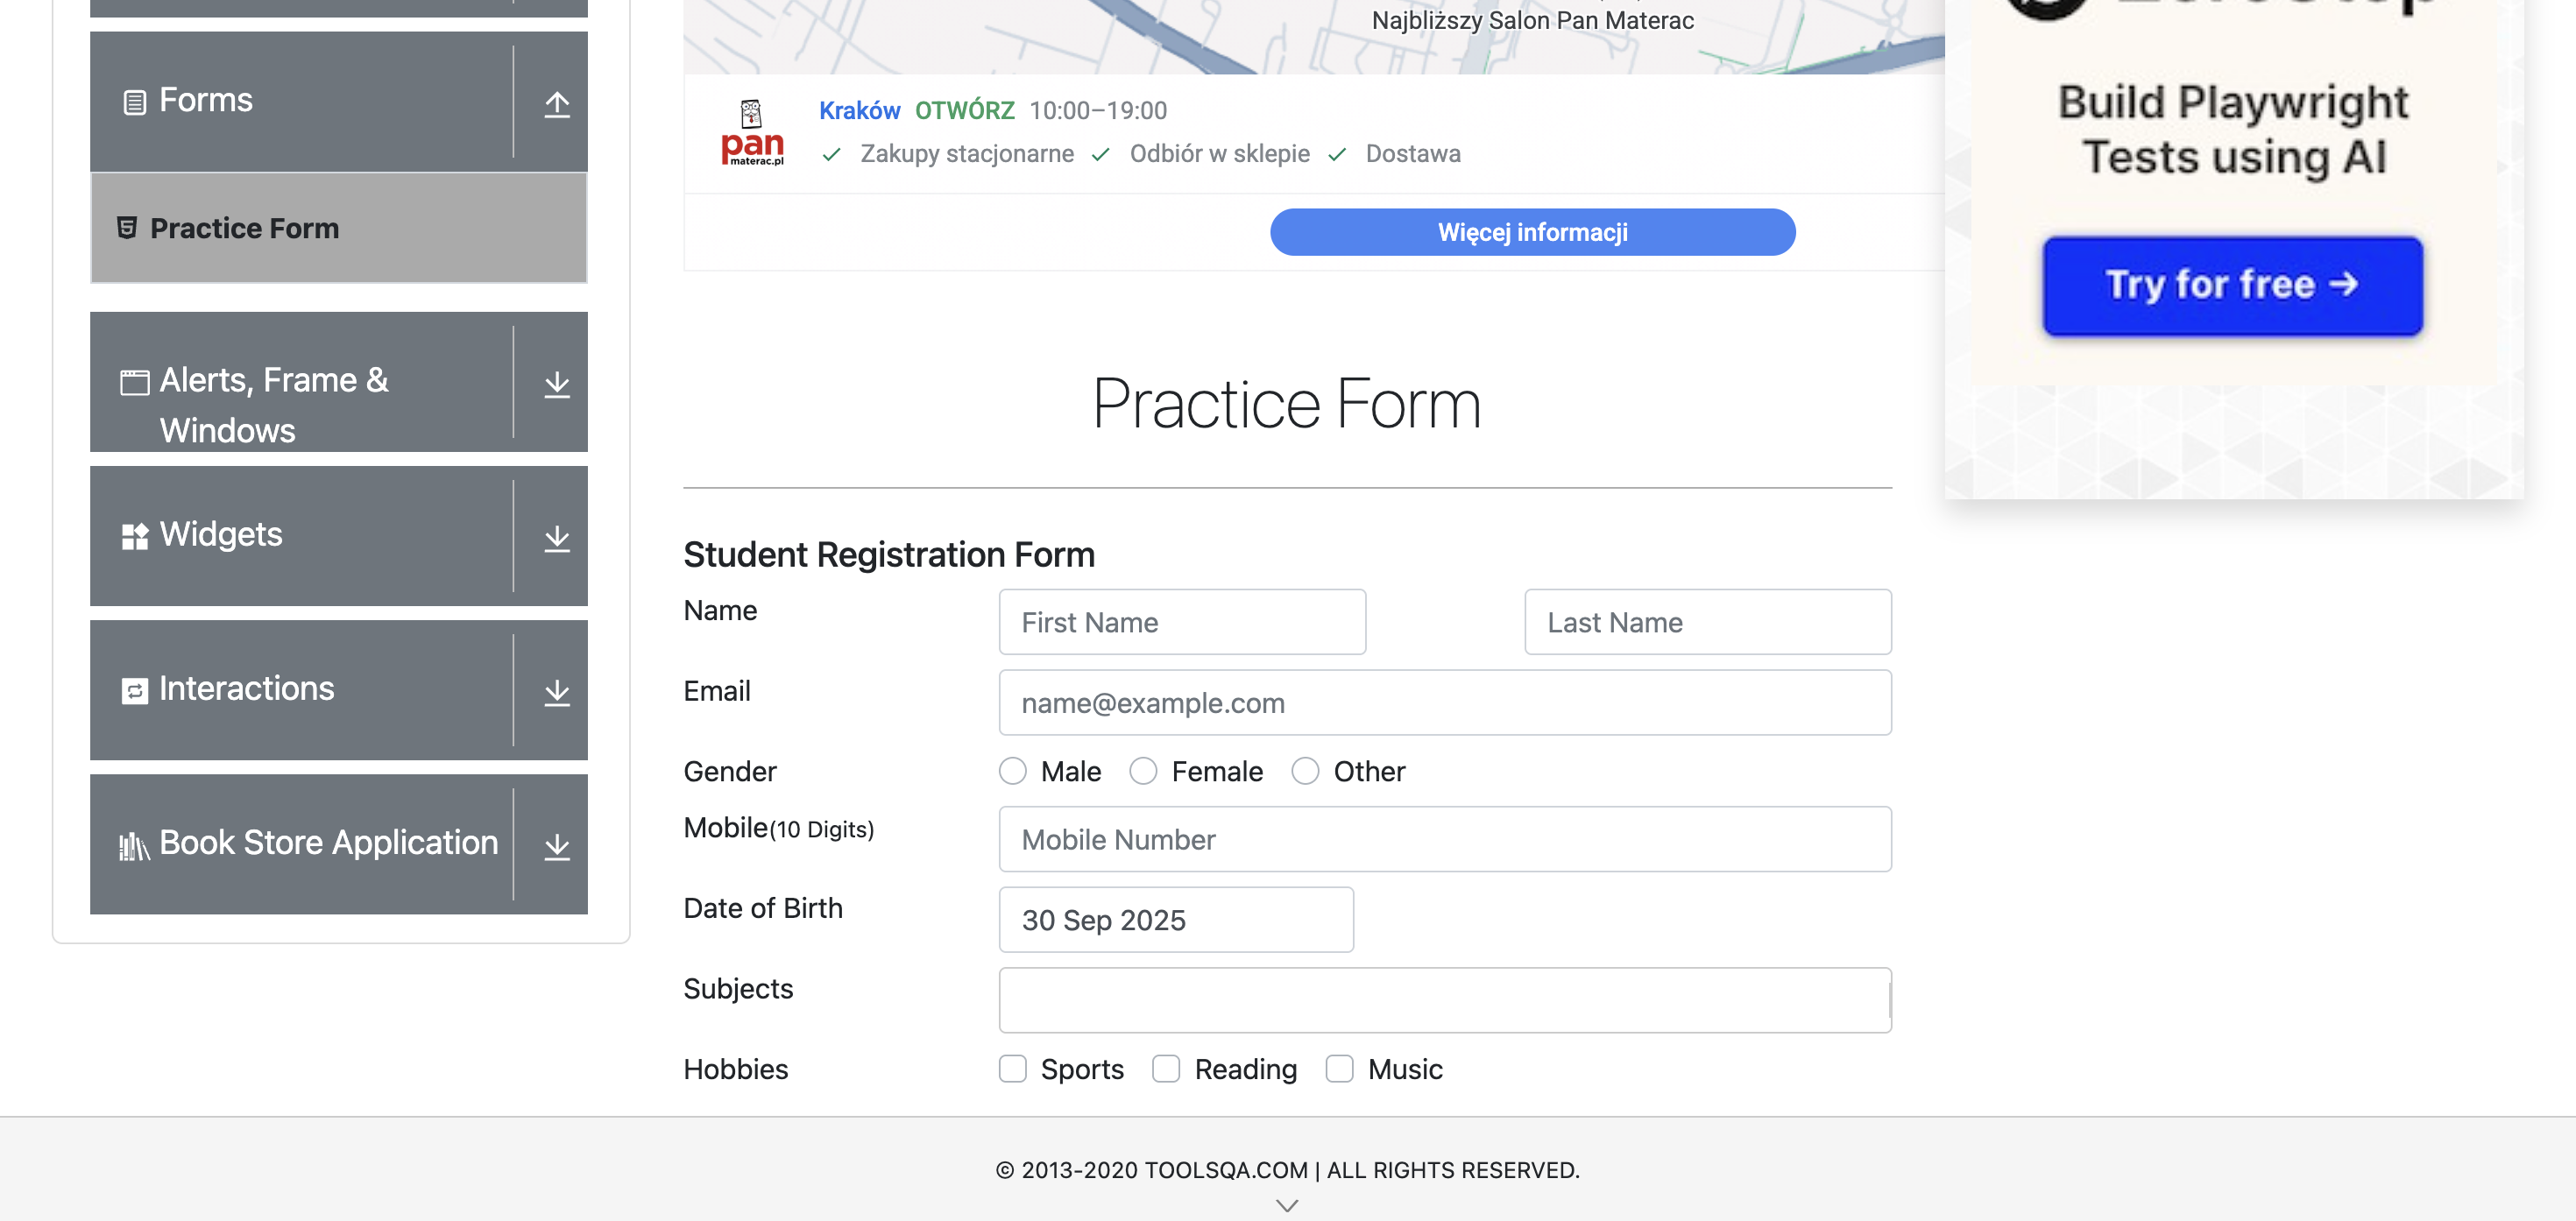 Forms
Practice Form
Alerts, Frame &
Windows
Widgets
Interactions
Book Store Application
Najbliższy Salon Pan Materac
pan
materac.pl
Kraków OTWÓRZ 10:00–19:00
Zakupy stacjonarne Odbiór w sklepie Dostawa
Więcej informacji
Build Playwright
Tests using AI
Try for free →
Practice Form
Student Registration Form
Name First Name Last Name
Email name@example.com
Gender Male Female Other
Mobile(10 Digits) Mobile Number
Date of Birth 30 Sep 2025
Subjects
Hobbies Sports Reading Music
© 2013-2020 TOOLSQA.COM | ALL RIGHTS RESERVED.